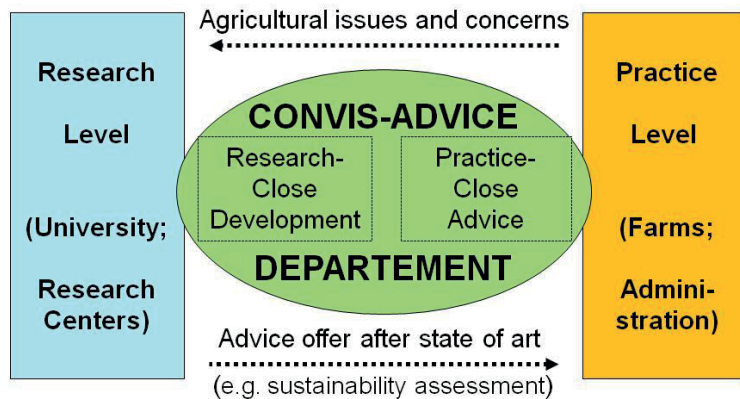 Agricultural issues and concerns
Research
Level
(University;
Research
Centers)
CONVIS-ADVICE
Research-
Close
Development
Practice-
Close
Advice
DEPARTEMENT
Practice
Level
(Farms;
Admini-
stration)
Advice offer after state of art
(e.g. sustainability assessment)